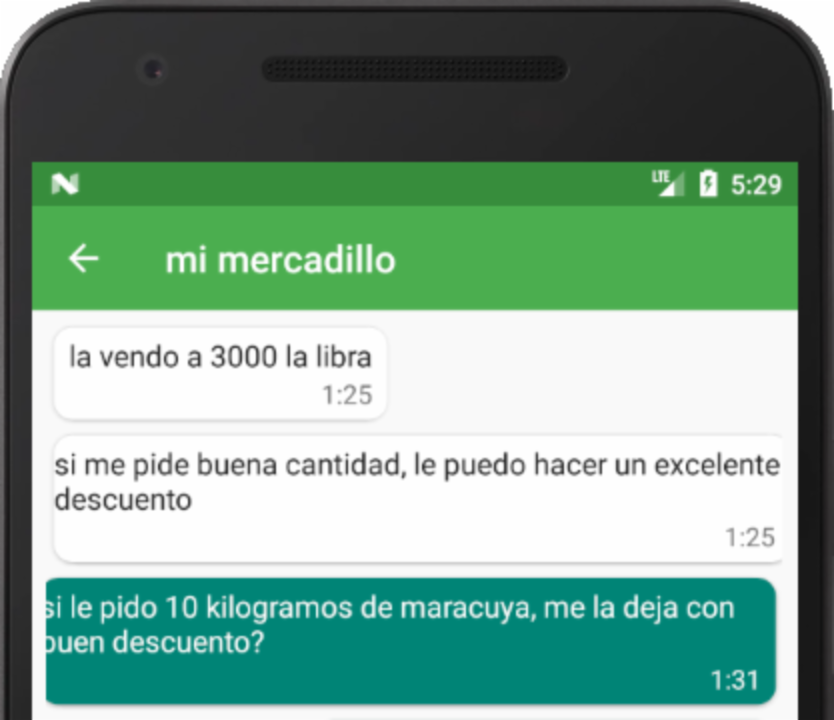 LTE 5:29
mi mercadillo
la vendo a 3000 la libra
1:25
si me pide buena cantidad, le puedo hacer un excelente
descuento
1:25
si le pido 10 kilogramos de maracuya, me la deja con
buen descuento?
1:31